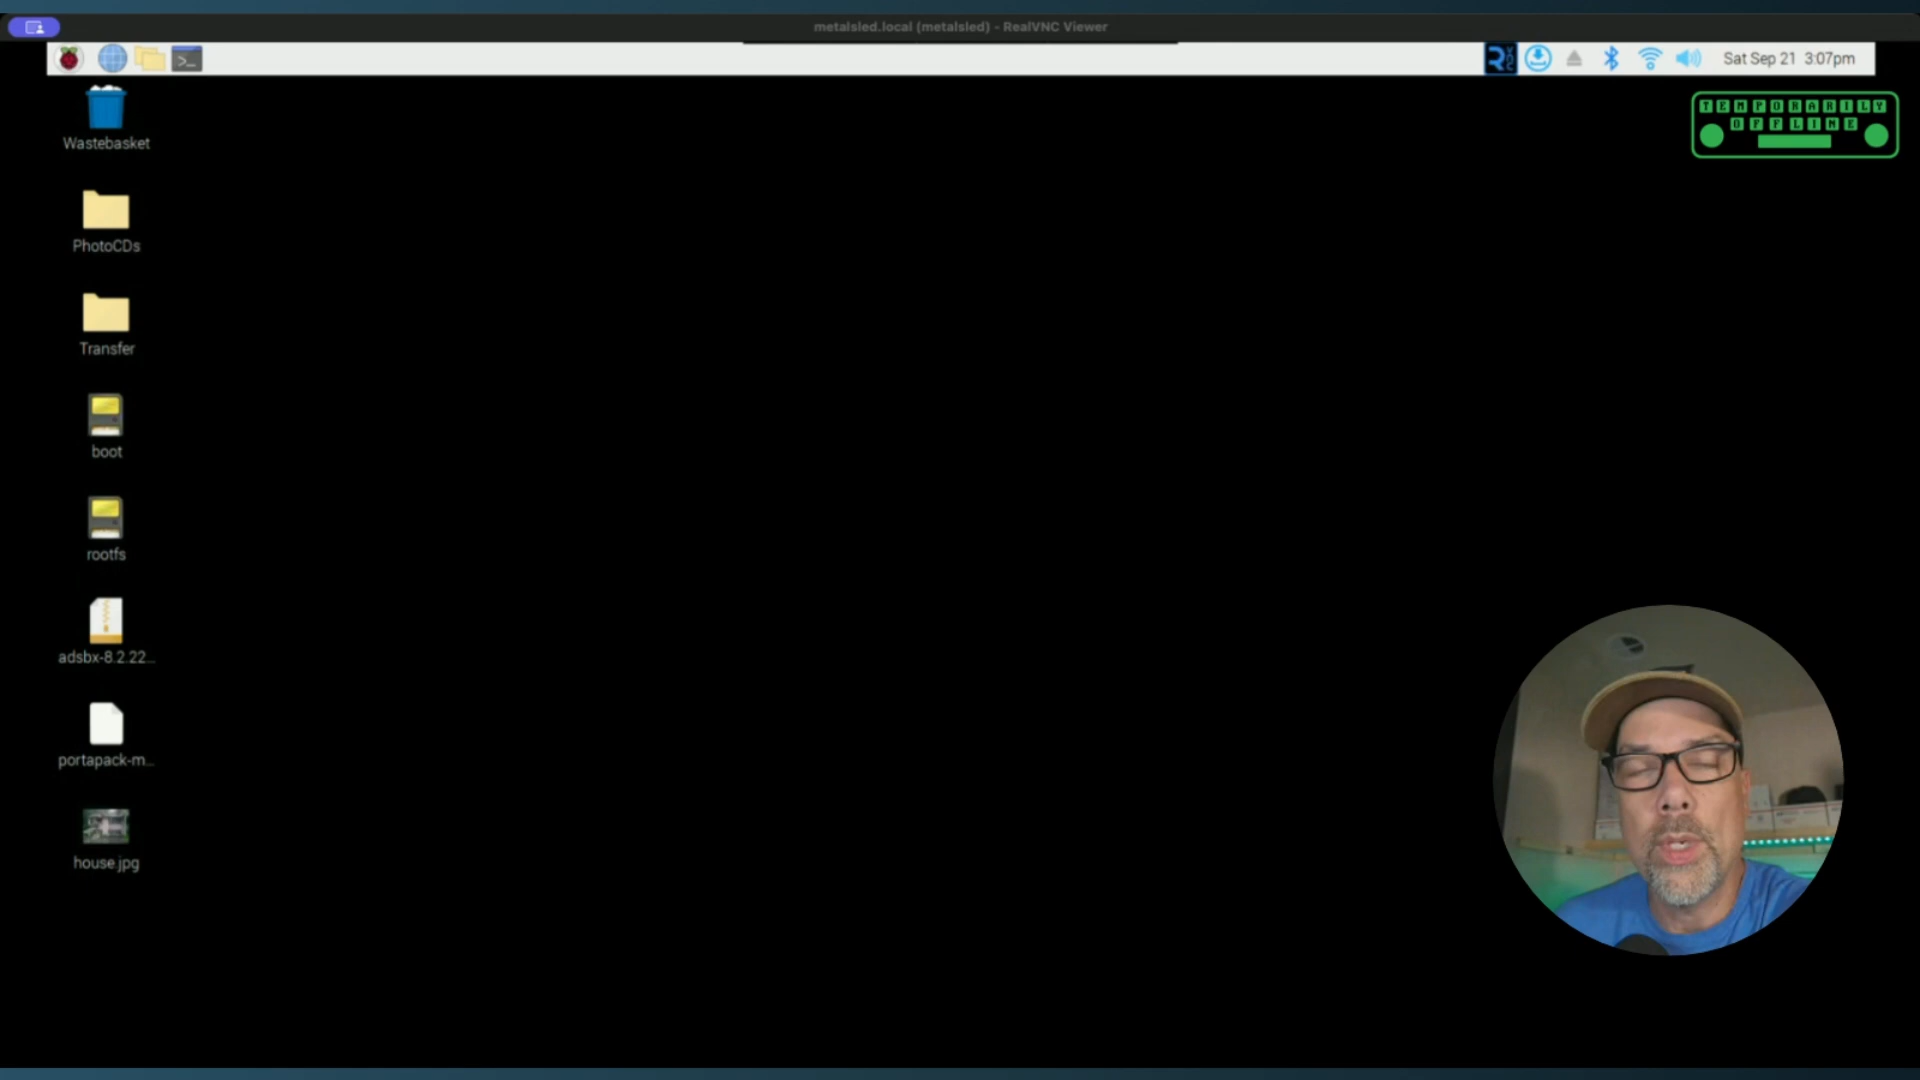 metalsled.local (metalsled) - RealVNC Viewer
Sat Sep 21 3:07pm
TEMPORARILY
OFFLINE
Wastebasket
PhotoCDs
Transfer
boot
rootfs
adsbx-8.2.22...
portapack-m...
house.jpg